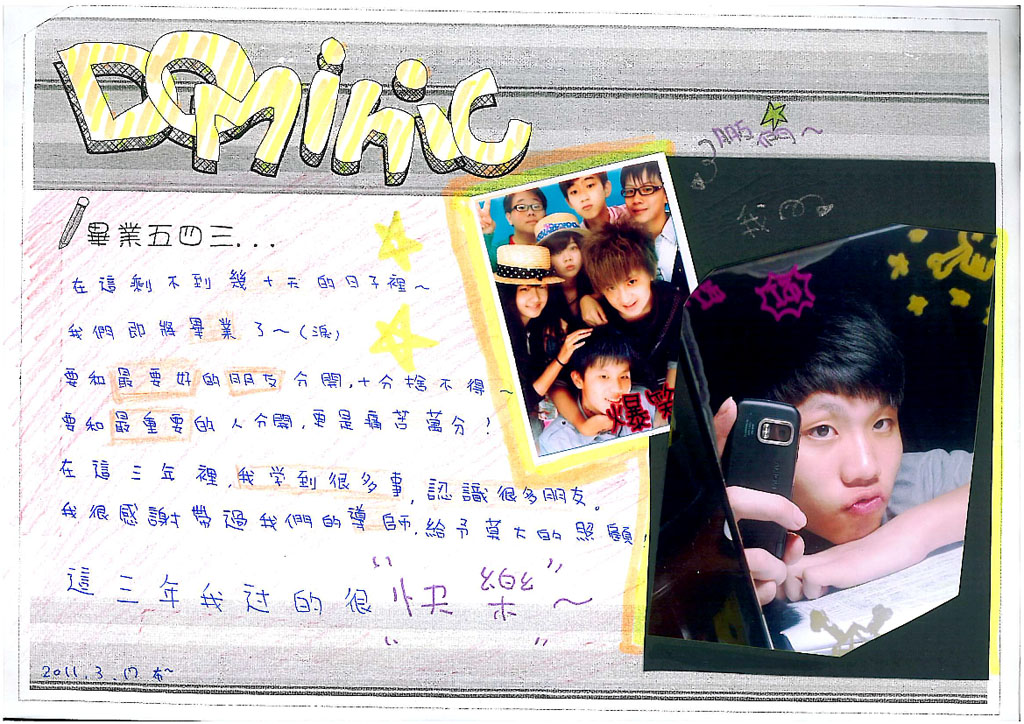 DOMiNiC
朋友們～
我の
畢業五四三...
在這剩不到幾十天的日子裡～
我們即將畢業了～(淚)
要和最要好的朋友分開，十分捨不得～
要和最重要的人分開，更是痛苦萬分！
在這三年裡，我学到很多事，認識很多朋友。
我很感謝帶過我們的導師，給予莫大的照顧！
這三年我过的很“快樂”～
爆笑
2011.3.17